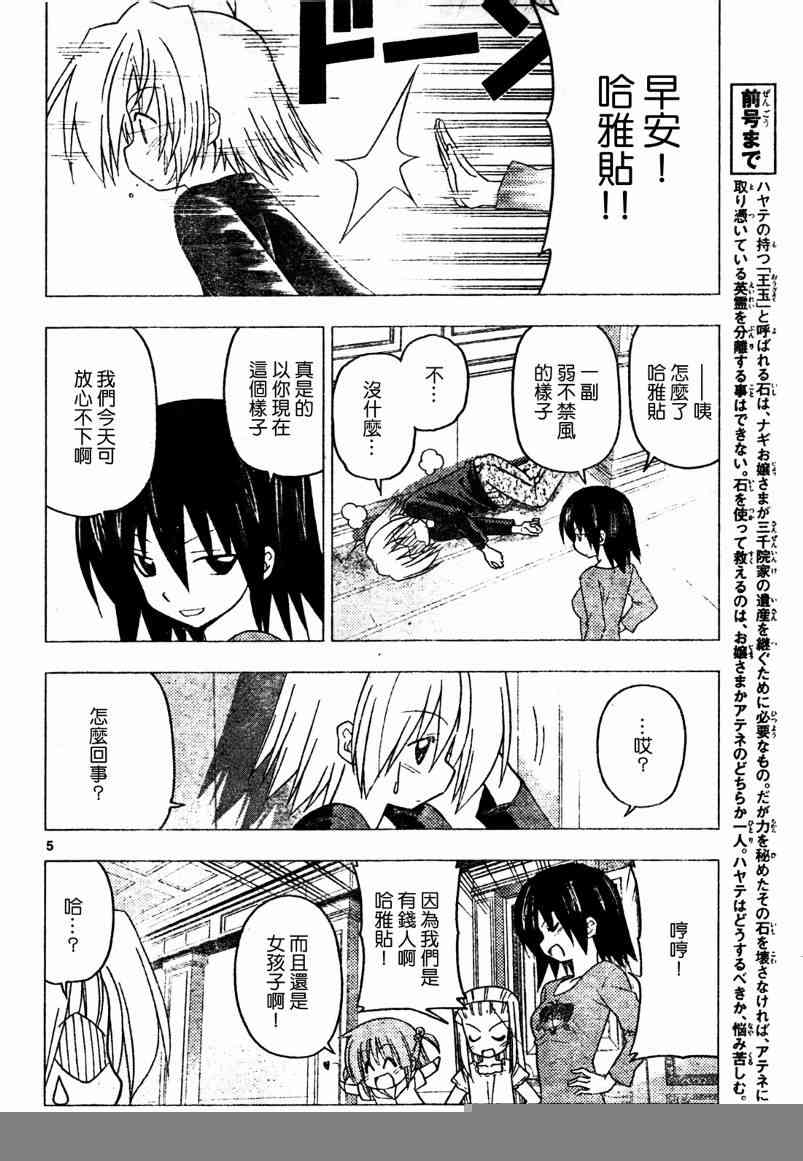 前号まで
ハヤテの持つ「王玉」と呼ばれる石は、ナギお嬢さまが三千院家の遺産を継ぐために必要なもの。だが力を秘めたその石を壊さなければ、アテネに
取り憑いている英霊を分離する事はできない。石を使って救えるのは、お嬢さまかアテネのどちらか一人。ハヤテはどうするべきか、悩み苦しむ。
早安！
哈雅貼！！
ドーン
——咦
怎麼了
哈雅貼
一副
弱不禁風
的樣子
不…
沒什麼…
真是的
以你現在
這個樣子
我們今天可
放心不下啊
…哎？
怎麼回事？
5
哼哼！
因為我們是
有錢人啊
哈雅貼！
而且還是
女孩子啊！
哈…？